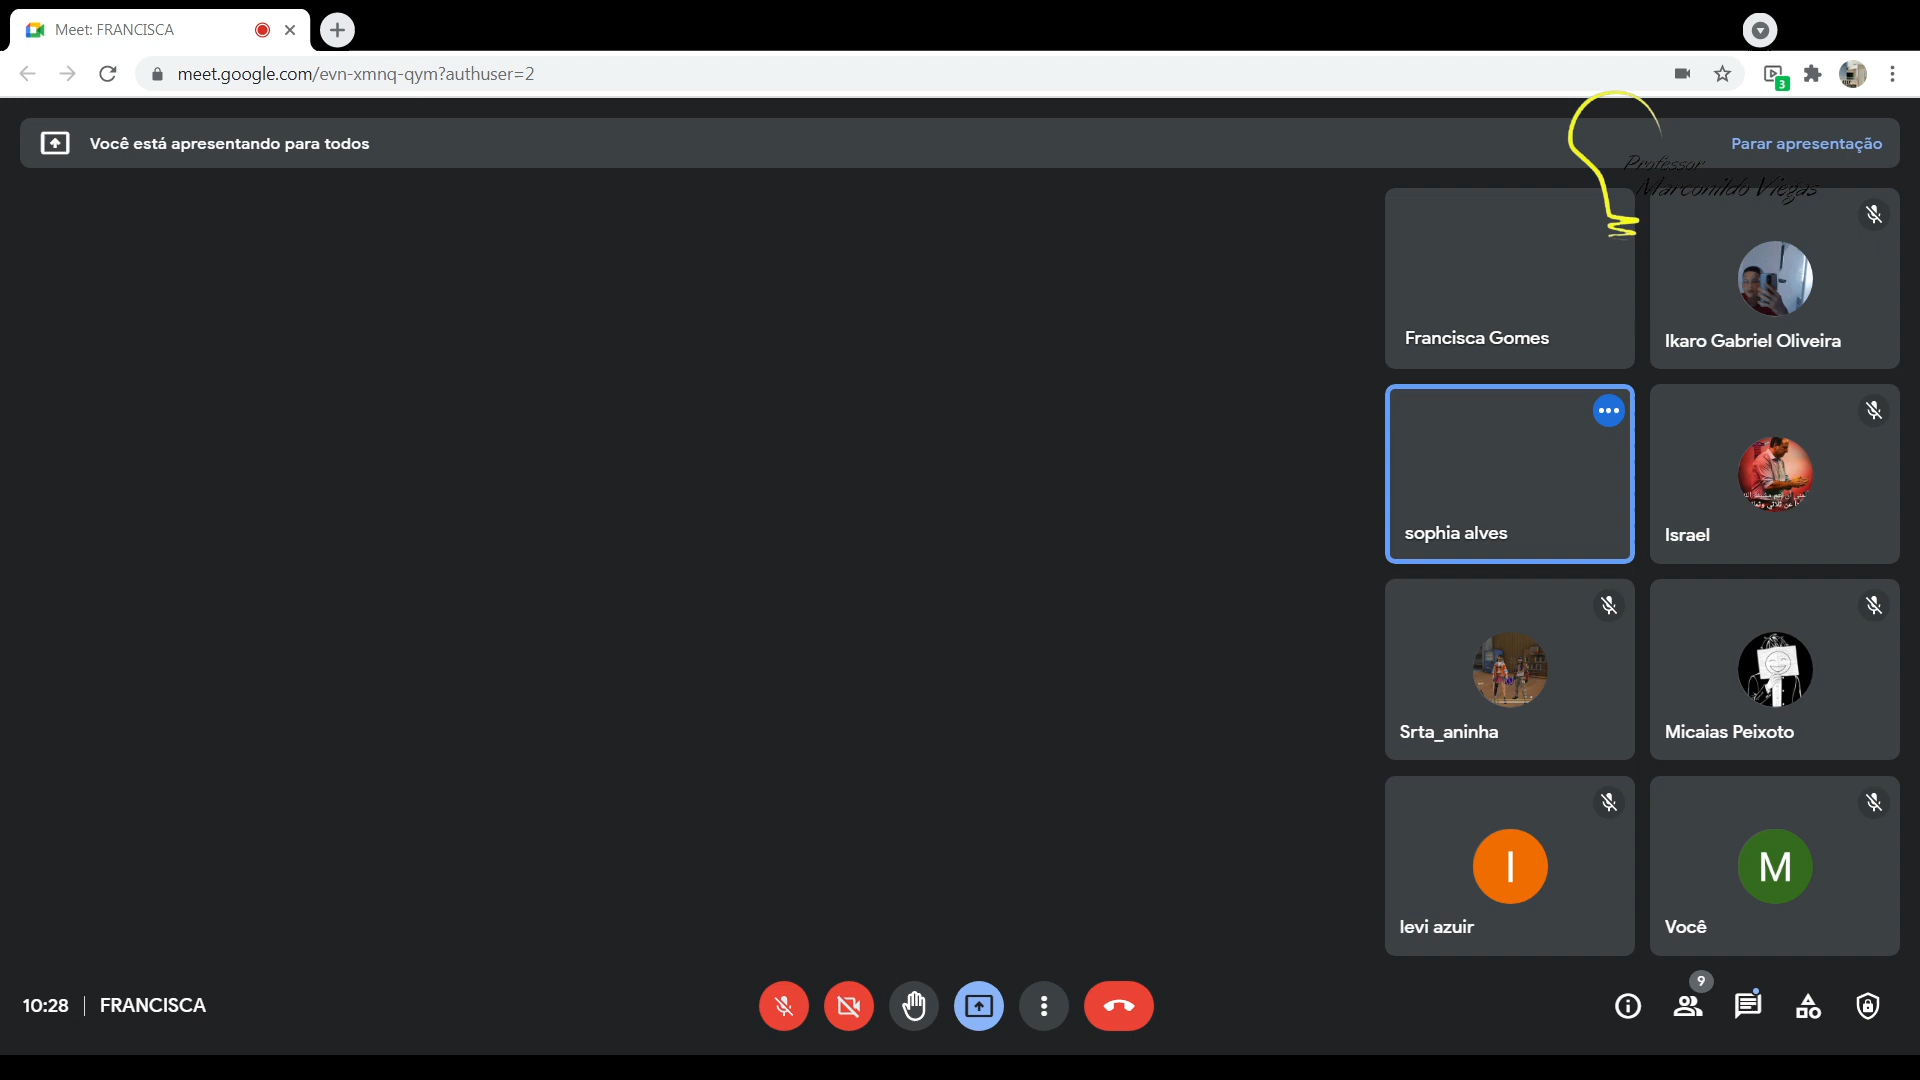 Meet: FRANCISCA
meet.google.com/evn-xmnq-qym?authuser=2
3
Você está apresentando para todos
Parar apresentação
Professor
Marconildo Viegas
Francisca Gomes
Ikaro Gabriel Oliveira
sophia alves
Israel
Srta_aninha
Micaias Peixoto
l
levi azuir
M
Você
10:28
FRANCISCA
9